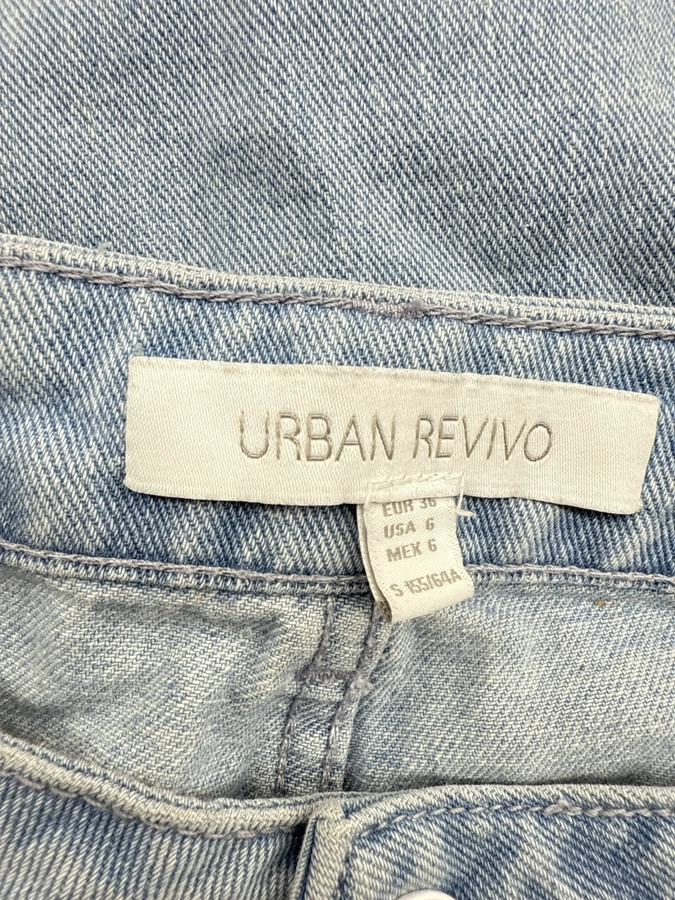 URBAN REVIVO
EUR 36
USA 6
MEX 6
S 155/64A